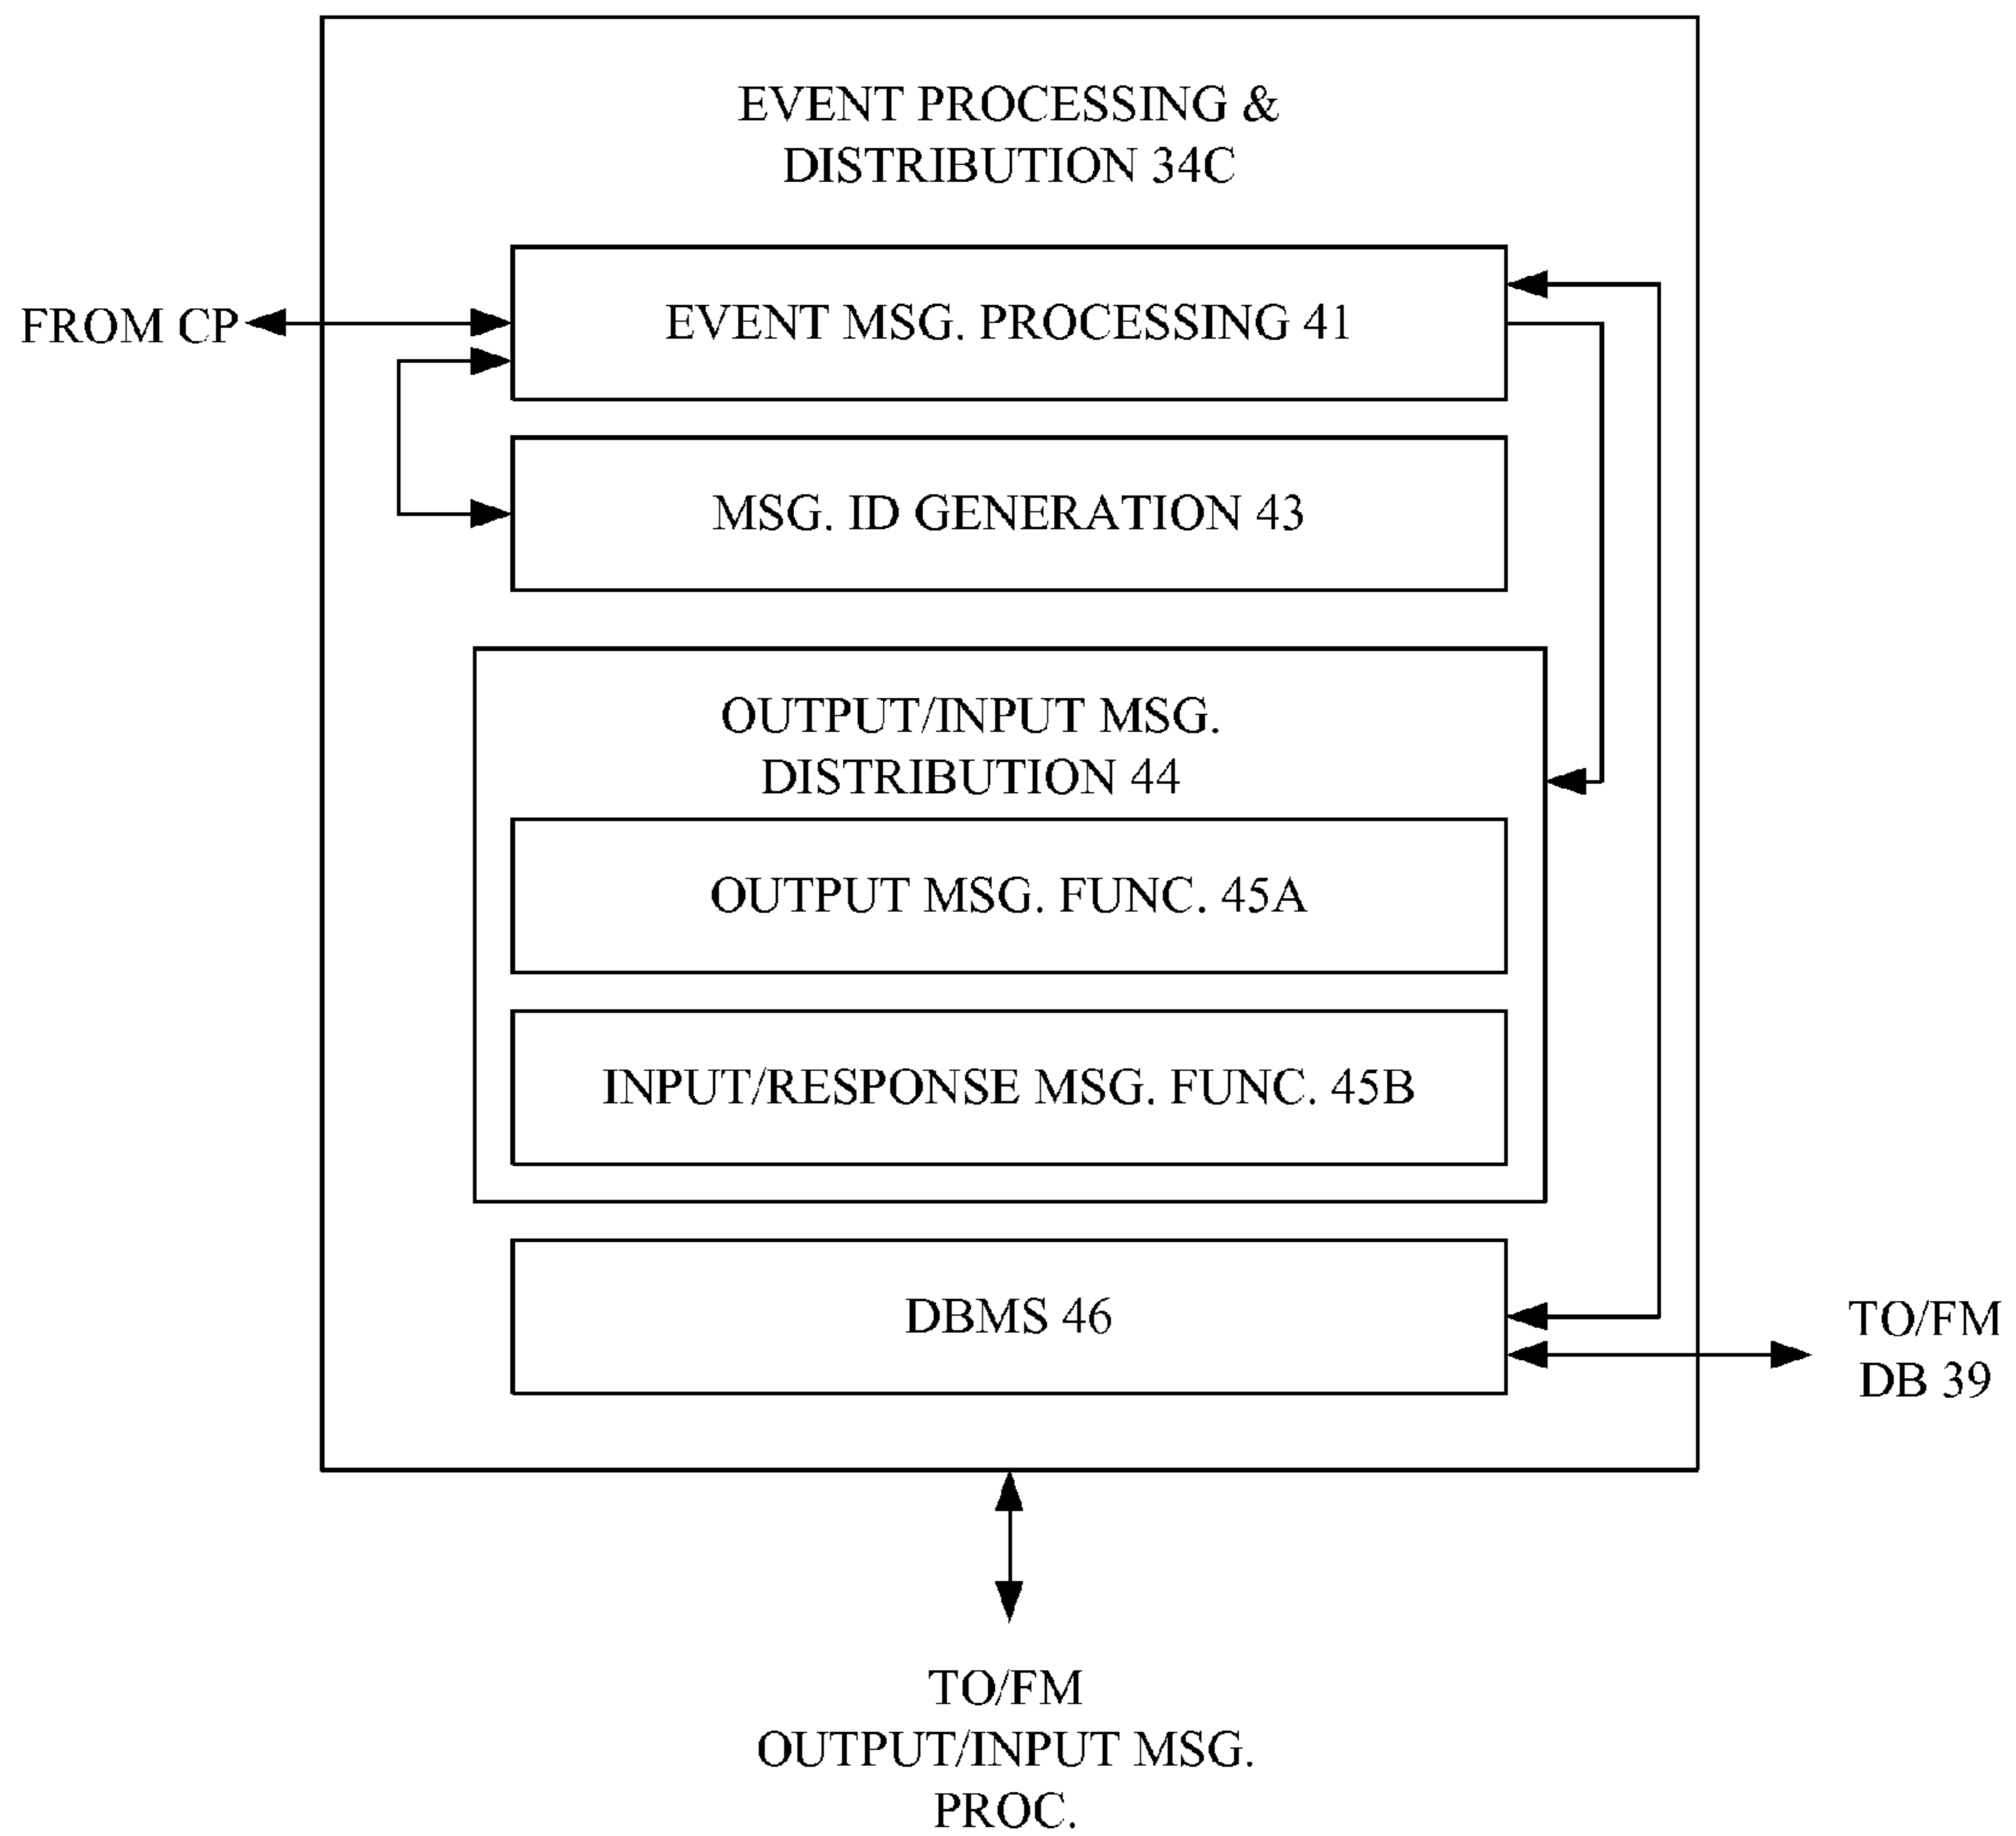 EVENT PROCESSING &
DISTRIBUTION 34C
FROM CP
EVENT MSG. PROCESSING 41
MSG. ID GENERATION 43
OUTPUT/INPUT MSG.
DISTRIBUTION 44
OUTPUT MSG. FUNC. 45A
INPUT/RESPONSE MSG. FUNC. 45B
DBMS 46
TO/FM
DB 39
TO/FM
OUTPUT/INPUT MSG.
PROC.